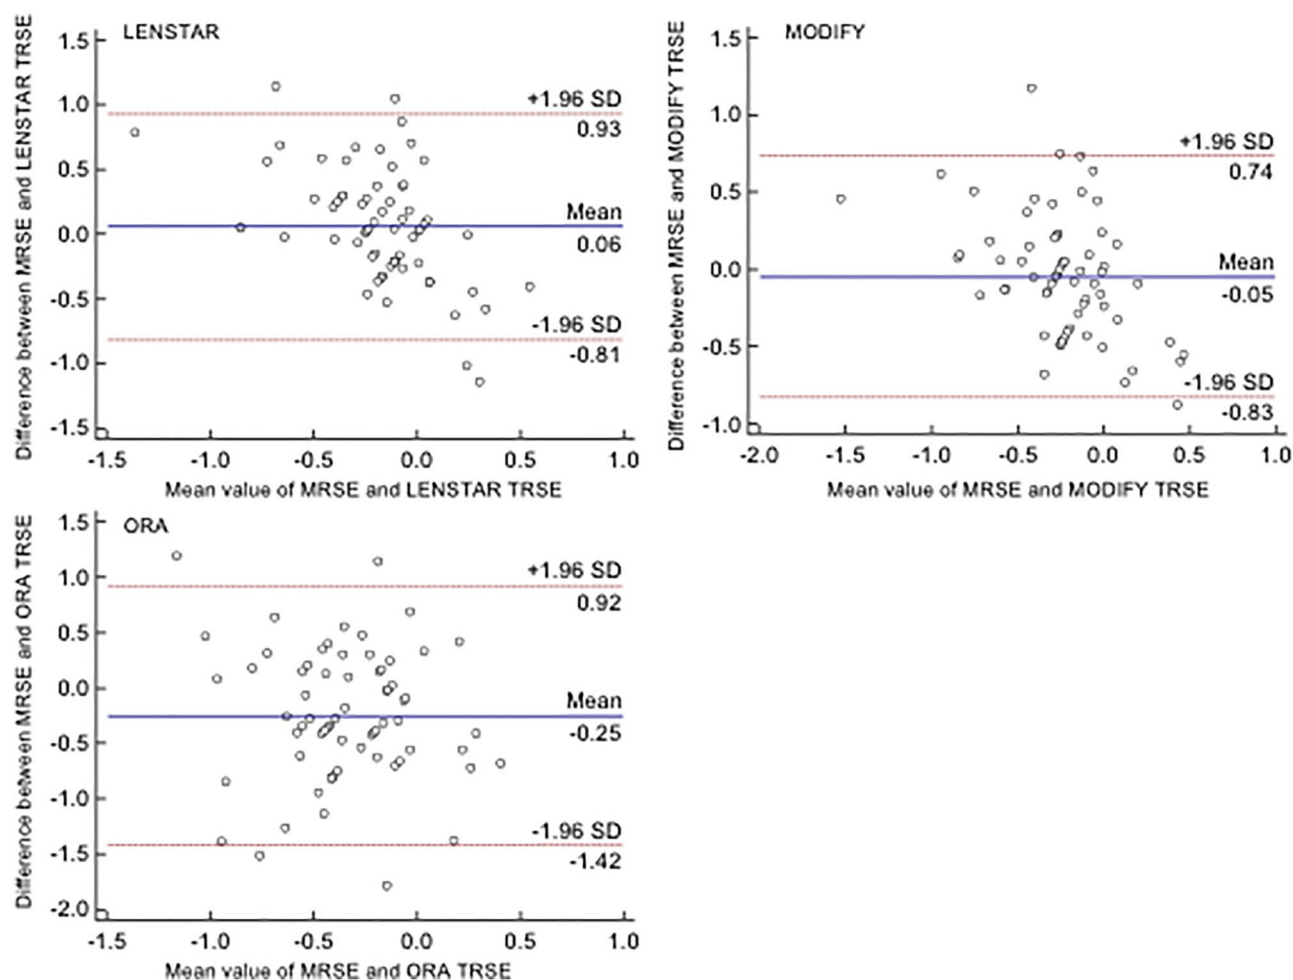 LENSTAR
Difference between MRSE and LENSTAR TRSE
1.5
1.0
0.5
0.0
-0.5
-1.0
-1.5
+1.96 SD
0.93
Mean
0.06
-1.96 SD
-0.81
-1.5 -1.0 -0.5 0.0 0.5 1.0
Mean value of MRSE and LENSTAR TRSE
MODIFY
Difference between MRSE and MODIFY TRSE
1.5
1.0
0.5
0.0
-0.5
-1.0
+1.96 SD
0.74
Mean
-0.05
-1.96 SD
-0.83
-2.0 -1.5 -1.0 -0.5 0.0 0.5 1.0
Mean value of MRSE and MODIFY TRSE
ORA
Difference between MRSE and ORA TRSE
1.5
1.0
0.5
0.0
-0.5
-1.0
-1.5
-2.0
+1.96 SD
0.92
Mean
-0.25
-1.96 SD
-1.42
-1.5 -1.0 -0.5 0.0 0.5 1.0
Mean value of MRSE and ORA TRSE